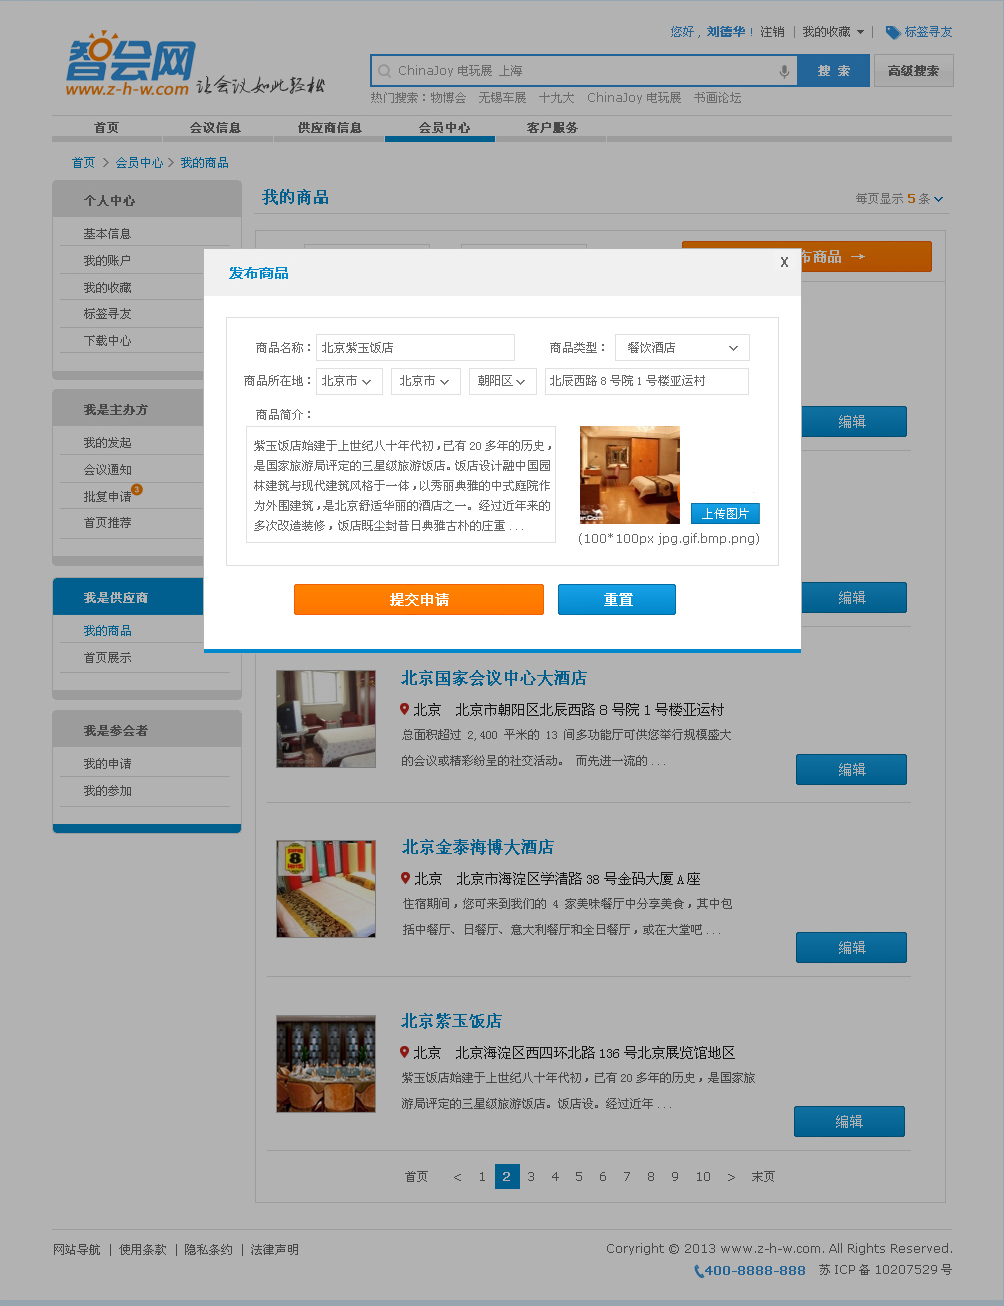 您好，刘德华！ 注销 | 我的收藏 | 标签寻友
智会网
www.z-h-w.com 让会议如此轻松
ChinaJoy 电玩展 上海 搜 索 高级搜索
热门搜索：物博会 无锡车展 十九大 ChinaJoy 电玩展 书画论坛
首页 会议信息 供应商信息 会员中心 客户服务
首页 > 会员中心 > 我的商品
个人中心
基本信息
我的账户
我的收藏
标签寻友
下载中心
我是主办方
我的发起
会议通知
批复申请 3
首页推荐
我是供应商
我的商品
首页展示
我是参会者
我的申请
我的参加
我的商品 每页显示 5 条
布商品 →
发布商品 X
商品名称： 北京紫玉饭店 商品类型： 餐饮酒店
商品所在地： 北京市 北京市 朝阳区 北辰西路 8 号院 1 号楼亚运村
商品简介：
紫玉饭店始建于上世纪八十年代初，已有 20 多年的历史，
是国家旅游局评定的三星级旅游饭店。饭店设计融中国园
林建筑与现代建筑风格于一体，以秀丽典雅的中式庭院作
为外围建筑，是北京舒适华丽的酒店之一。经过近年来的
多次改造装修，饭店既尘封昔日典雅古朴的庄重 ...
上传图片
(100*100px jpg.gif.bmp.png)
提交申请 重置
编辑
编辑
北京国家会议中心大酒店
北京 北京市朝阳区北辰西路 8 号院 1 号楼亚运村
总面积超过 2,400 平米的 13 间多功能厅可供您举行规模盛大
的会议或精彩纷呈的社交活动。 而先进一流的 ...
编辑
SUPER 8 MOTEL
北京金泰海博大酒店
北京 北京市海淀区学清路 38 号金码大厦 A 座
住宿期间，您可来到我们的 4 家美味餐厅中分享美食，其中包
括中餐厅、日餐厅、意大利餐厅和全日餐厅，或在大堂吧 ...
编辑
北京紫玉饭店
北京 北京海淀区西四环北路 136 号北京展览馆地区
紫玉饭店始建于上世纪八十年代初，已有 20 多年的历史，是国家旅
游局评定的三星级旅游饭店。饭店设。经过近年 ...
编辑
首页 < 1 2 3 4 5 6 7 8 9 10 > 末页
网站导航 | 使用条款 | 隐私条约 | 法律声明
Coryright © 2013 www.z-h-w.com. All Rights Reserved.
400-8888-888 苏 ICP 备 10207529 号